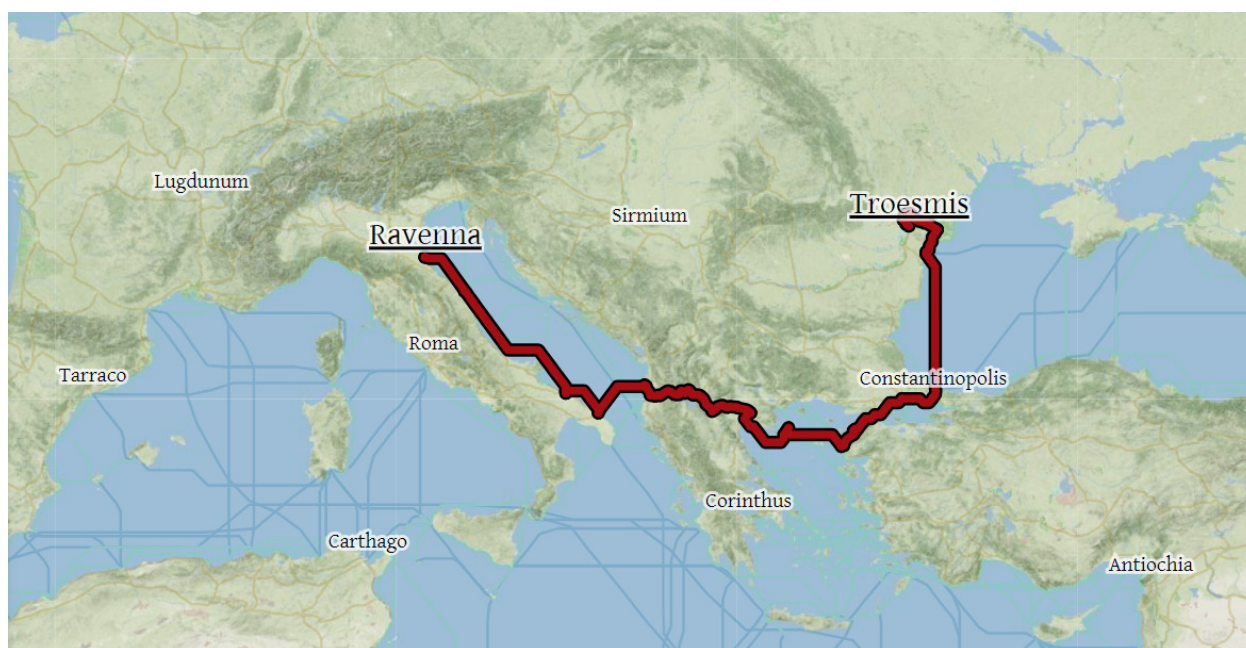 Lugdunum
Troesmis
Sirmium
Ravenna
Roma
Tarraco
Constantinopolis
Corinthus
Carthago
Antiochia